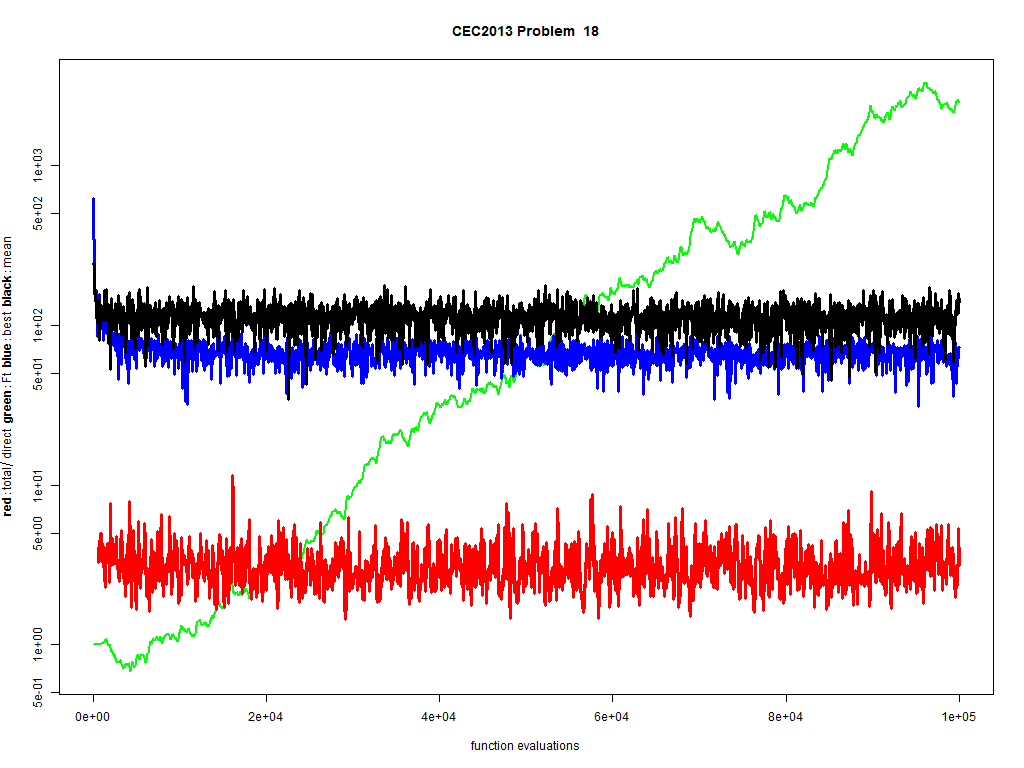 CEC2013 Problem 18
red : total/ direct green : Ft blue : best black : mean
1e+03
5e+02
1e+02
5e+01
1e+01
5e+00
1e+00
5e-01
0e+00 2e+04 4e+04 6e+04 8e+04 1e+05
function evaluations